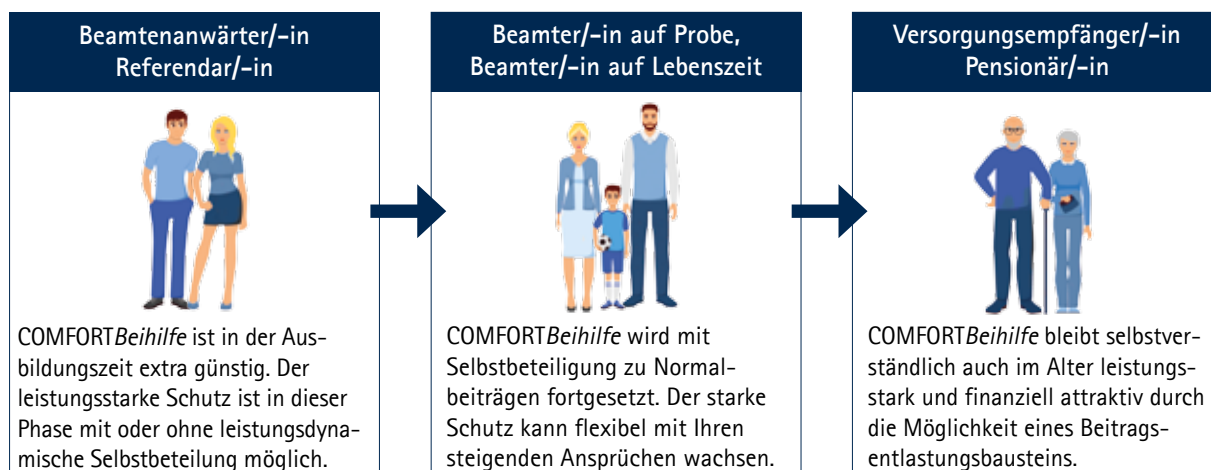 Beamtenanwärter/-in
Referendar/-in
COMFORTBeihilfe ist in der Aus-
bildungszeit extra günstig. Der
leistungsstarke Schutz ist in dieser
Phase mit oder ohne leistungsdyna-
mische Selbstbeteilung möglich.
Beamter/-in auf Probe,
Beamter/-in auf Lebenszeit
COMFORTBeihilfe wird mit
Selbstbeteiligung zu Normal-
beiträgen fortgesetzt. Der starke
Schutz kann flexibel mit Ihren
steigenden Ansprüchen wachsen.
Versorgungsempfänger/-in
Pensionär/-in
COMFORTBeihilfe bleibt selbstver-
ständlich auch im Alter leistungs-
stark und finanziell attraktiv durch
die Möglichkeit eines Beitrags-
entlastungsbausteins.